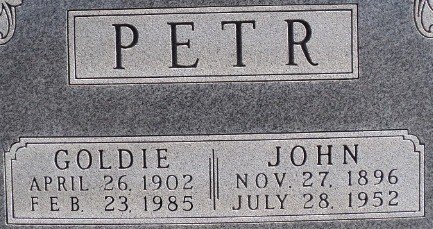 PETR
GOLDIE
APRIL 26, 1902
FEB. 23, 1985
JOHN
NOV. 27, 1896
JULY 28, 1952